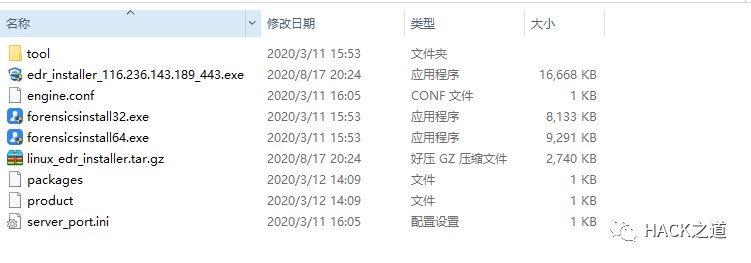 名称 修改日期 类型 大小
tool 2020/3/11 15:53 文件夹
edr_installer_116.236.143.189_443.exe 2020/8/17 20:24 应用程序 16,668 KB
engine.conf 2020/3/11 16:05 CONF 文件 1 KB
forensicsinstall32.exe 2020/3/11 15:53 应用程序 8,133 KB
forensicsinstall64.exe 2020/3/11 15:53 应用程序 9,291 KB
linux_edr_installer.tar.gz 2020/8/17 20:24 好压 GZ 压缩文件 2,740 KB
packages 2020/3/12 14:09 文件 1 KB
product 2020/3/12 14:09 文件 1 KB
server_port.ini 2020/3/11 16:05 配置设置 1 KB
HACK之道